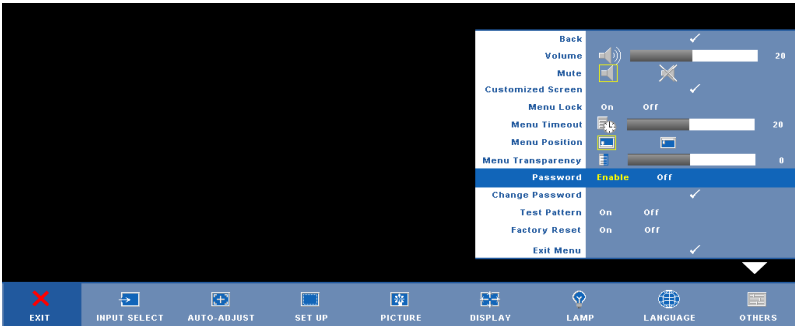 Back
Volume 20
Mute
Customized Screen
Menu Lock On Off
Menu Timeout 20
Menu Position
Menu Transparency 0
Password Enable Off
Change Password
Test Pattern On Off
Factory Reset On Off
Exit Menu
EXIT INPUT SELECT AUTO-ADJUST SET UP PICTURE DISPLAY LAMP LANGUAGE OTHERS